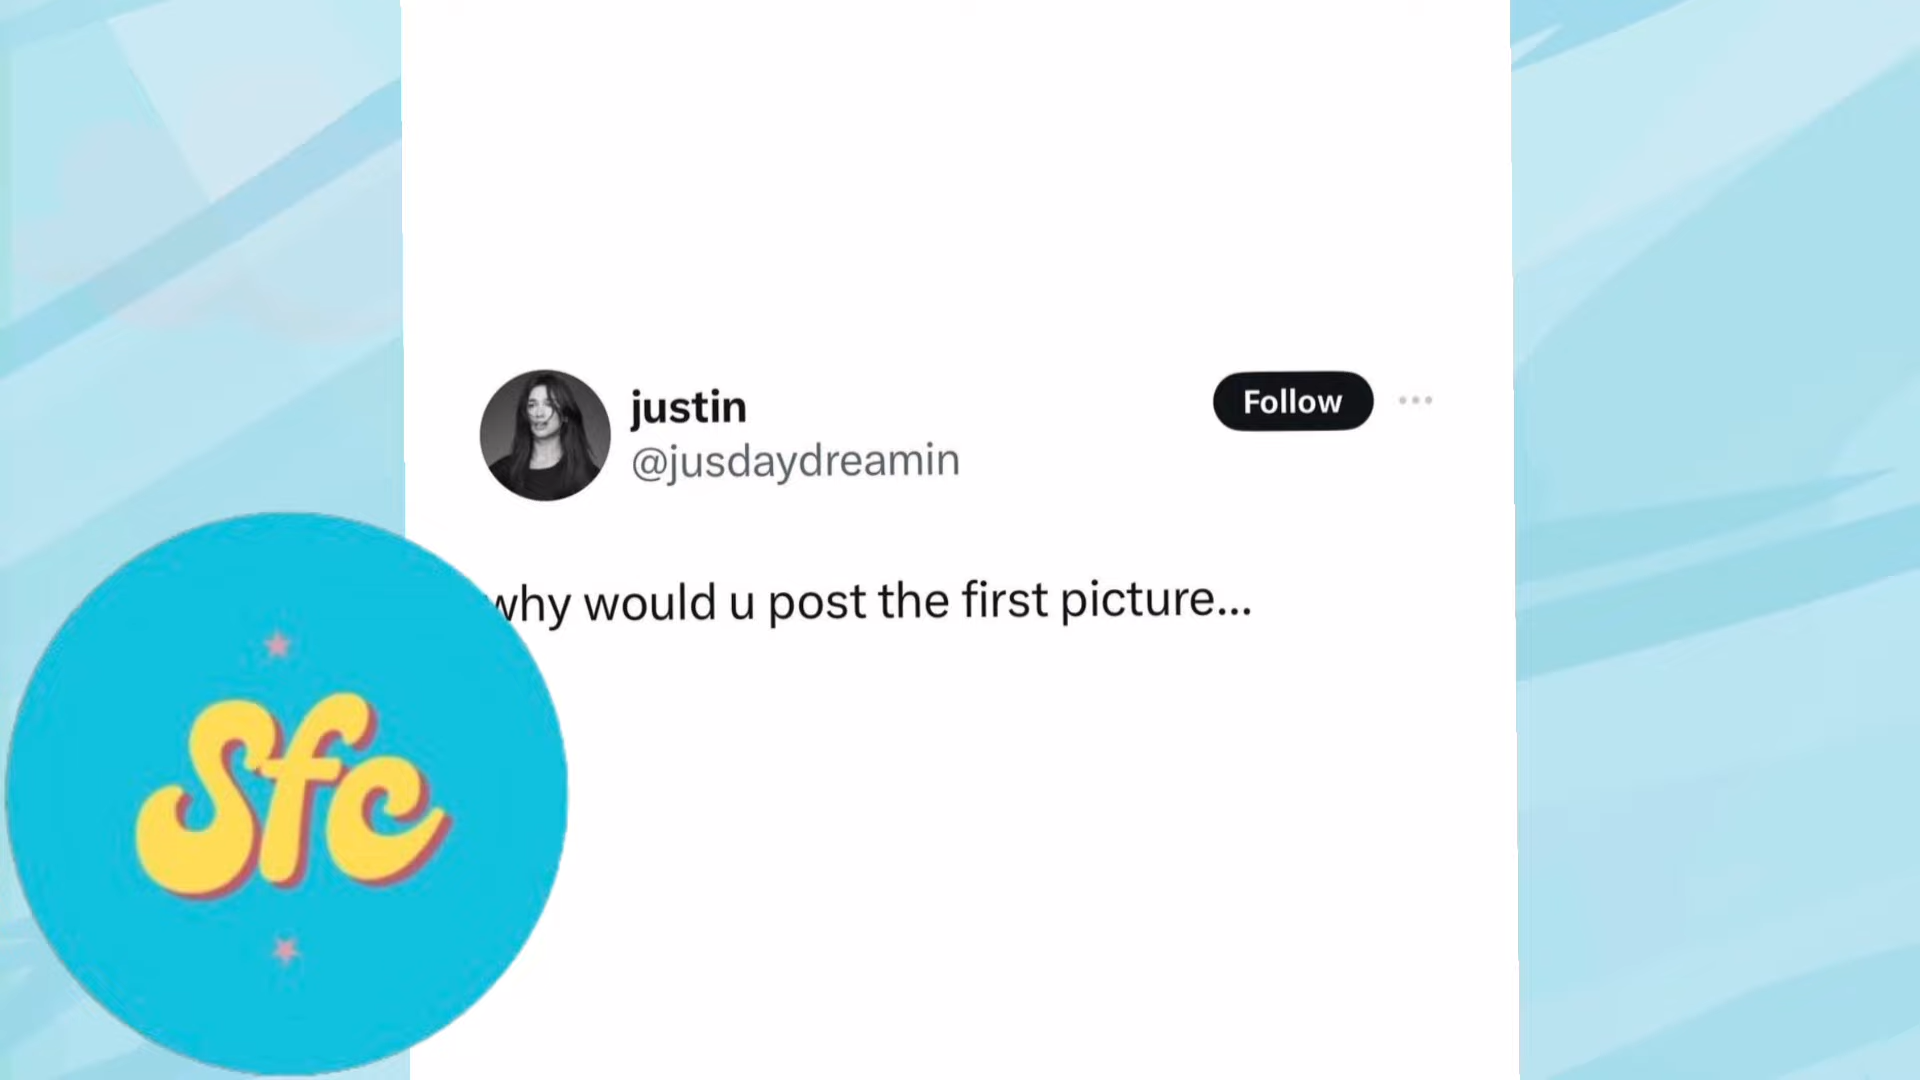 justin
@jusdaydreamin
Follow
why would u post the first picture...
Sfc